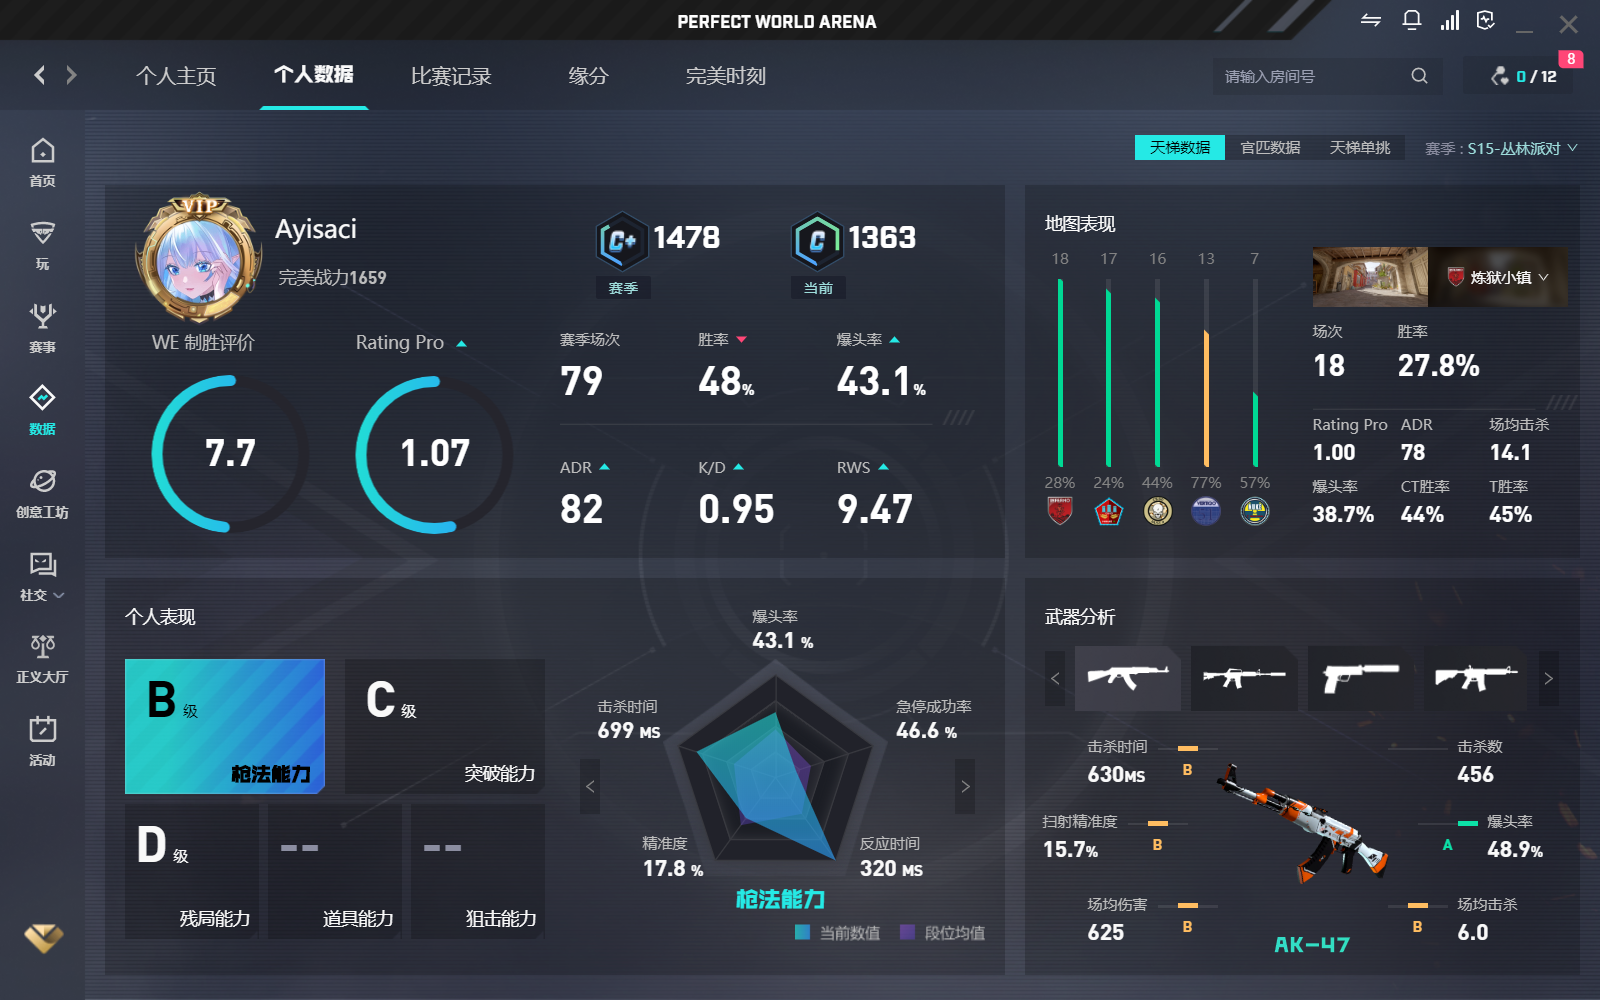 PERFECT WORLD ARENA
个人主页
个人数据
比赛记录
缘分
完美时刻
请输入房间号
0 / 12
8
首页
玩
赛事
数据
创意工坊
社交
正义大厅
活动
天梯数据
官匹数据
天梯单挑
赛季 : S15-丛林派对
VIP
Ayisaci
完美战力1659
C+ 1478
赛季
C 1363
当前
WE 制胜评价
7.7
Rating Pro
1.07
赛季场次
79
胜率
48%
爆头率
43.1%
ADR
82
K/D
0.95
RWS
9.47
地图表现
18 17 16 13 7
28% 24% 44% 77% 57%
炼狱小镇
场次
18
胜率
27.8%
Rating Pro
1.00
ADR
78
场均击杀
14.1
爆头率
38.7%
CT胜率
44%
T胜率
45%
个人表现
B 级
枪法能力
C 级
突破能力
D 级
残局能力
--
道具能力
--
狙击能力
爆头率
43.1 %
击杀时间
699 MS
急停成功率
46.6 %
精准度
17.8 %
反应时间
320 MS
枪法能力
当前数值
段位均值
武器分析
击杀时间
630MS
B
击杀数
456
扫射精准度
15.7%
B
爆头率
48.9%
A
场均伤害
625
B
场均击杀
6.0
B
AK-47